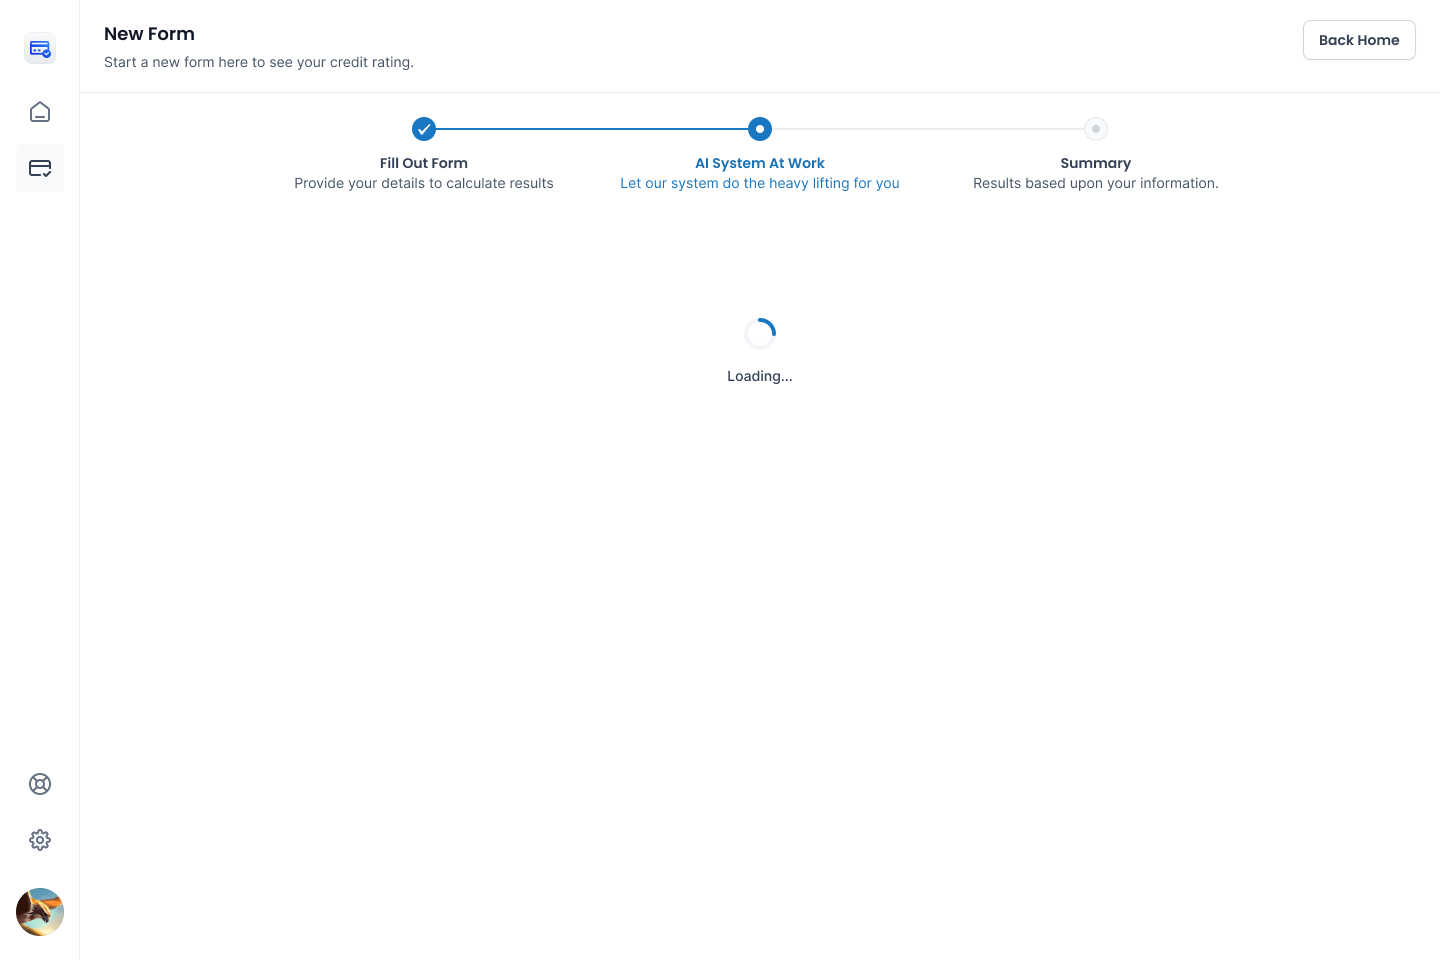 New Form
Start a new form here to see your credit rating.
Back Home
Fill Out Form
Provide your details to calculate results
AI System At Work
Let our system do the heavy lifting for you
Summary
Results based upon your information.
Loading...